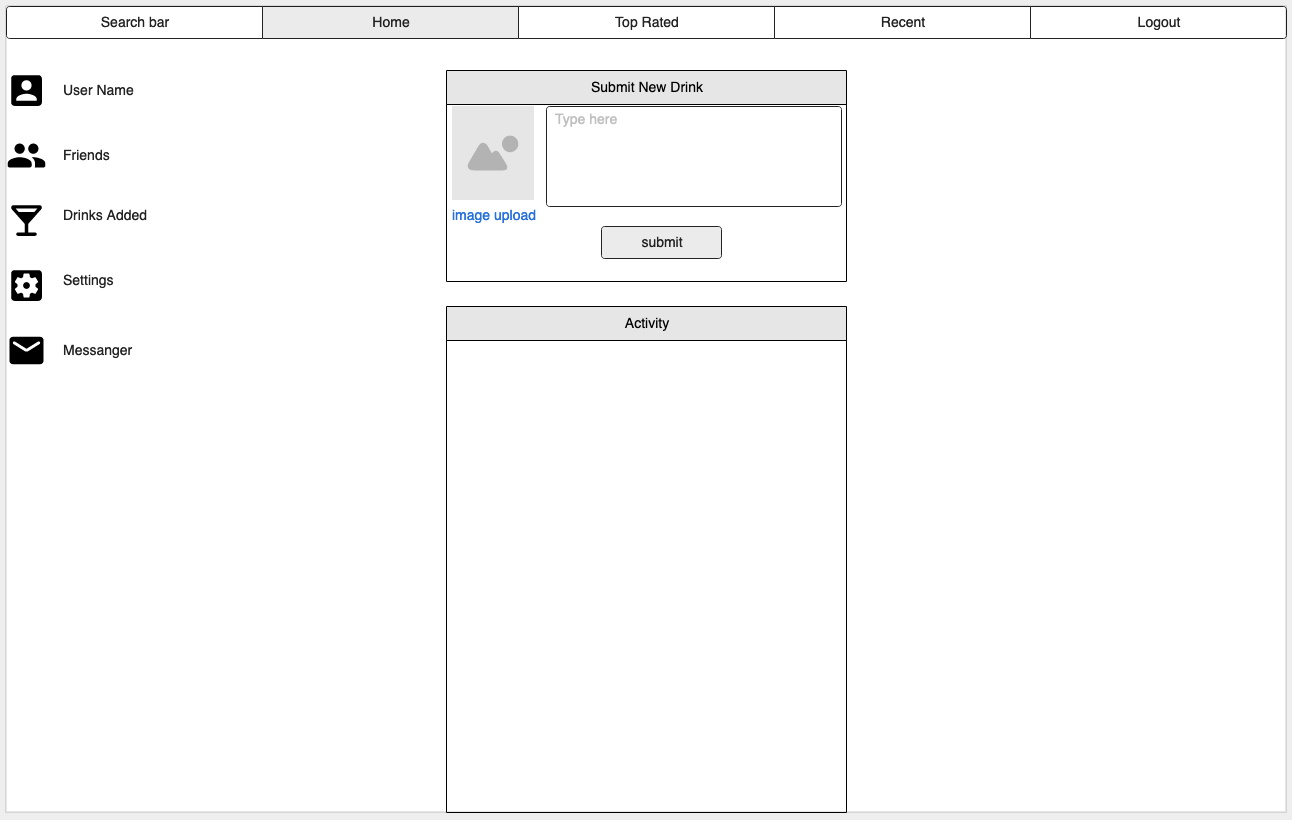 Search bar
Home
Top Rated
Recent
Logout
User Name
Friends
Drinks Added
Settings
Messanger
Submit New Drink
Type here
image upload
submit
Activity